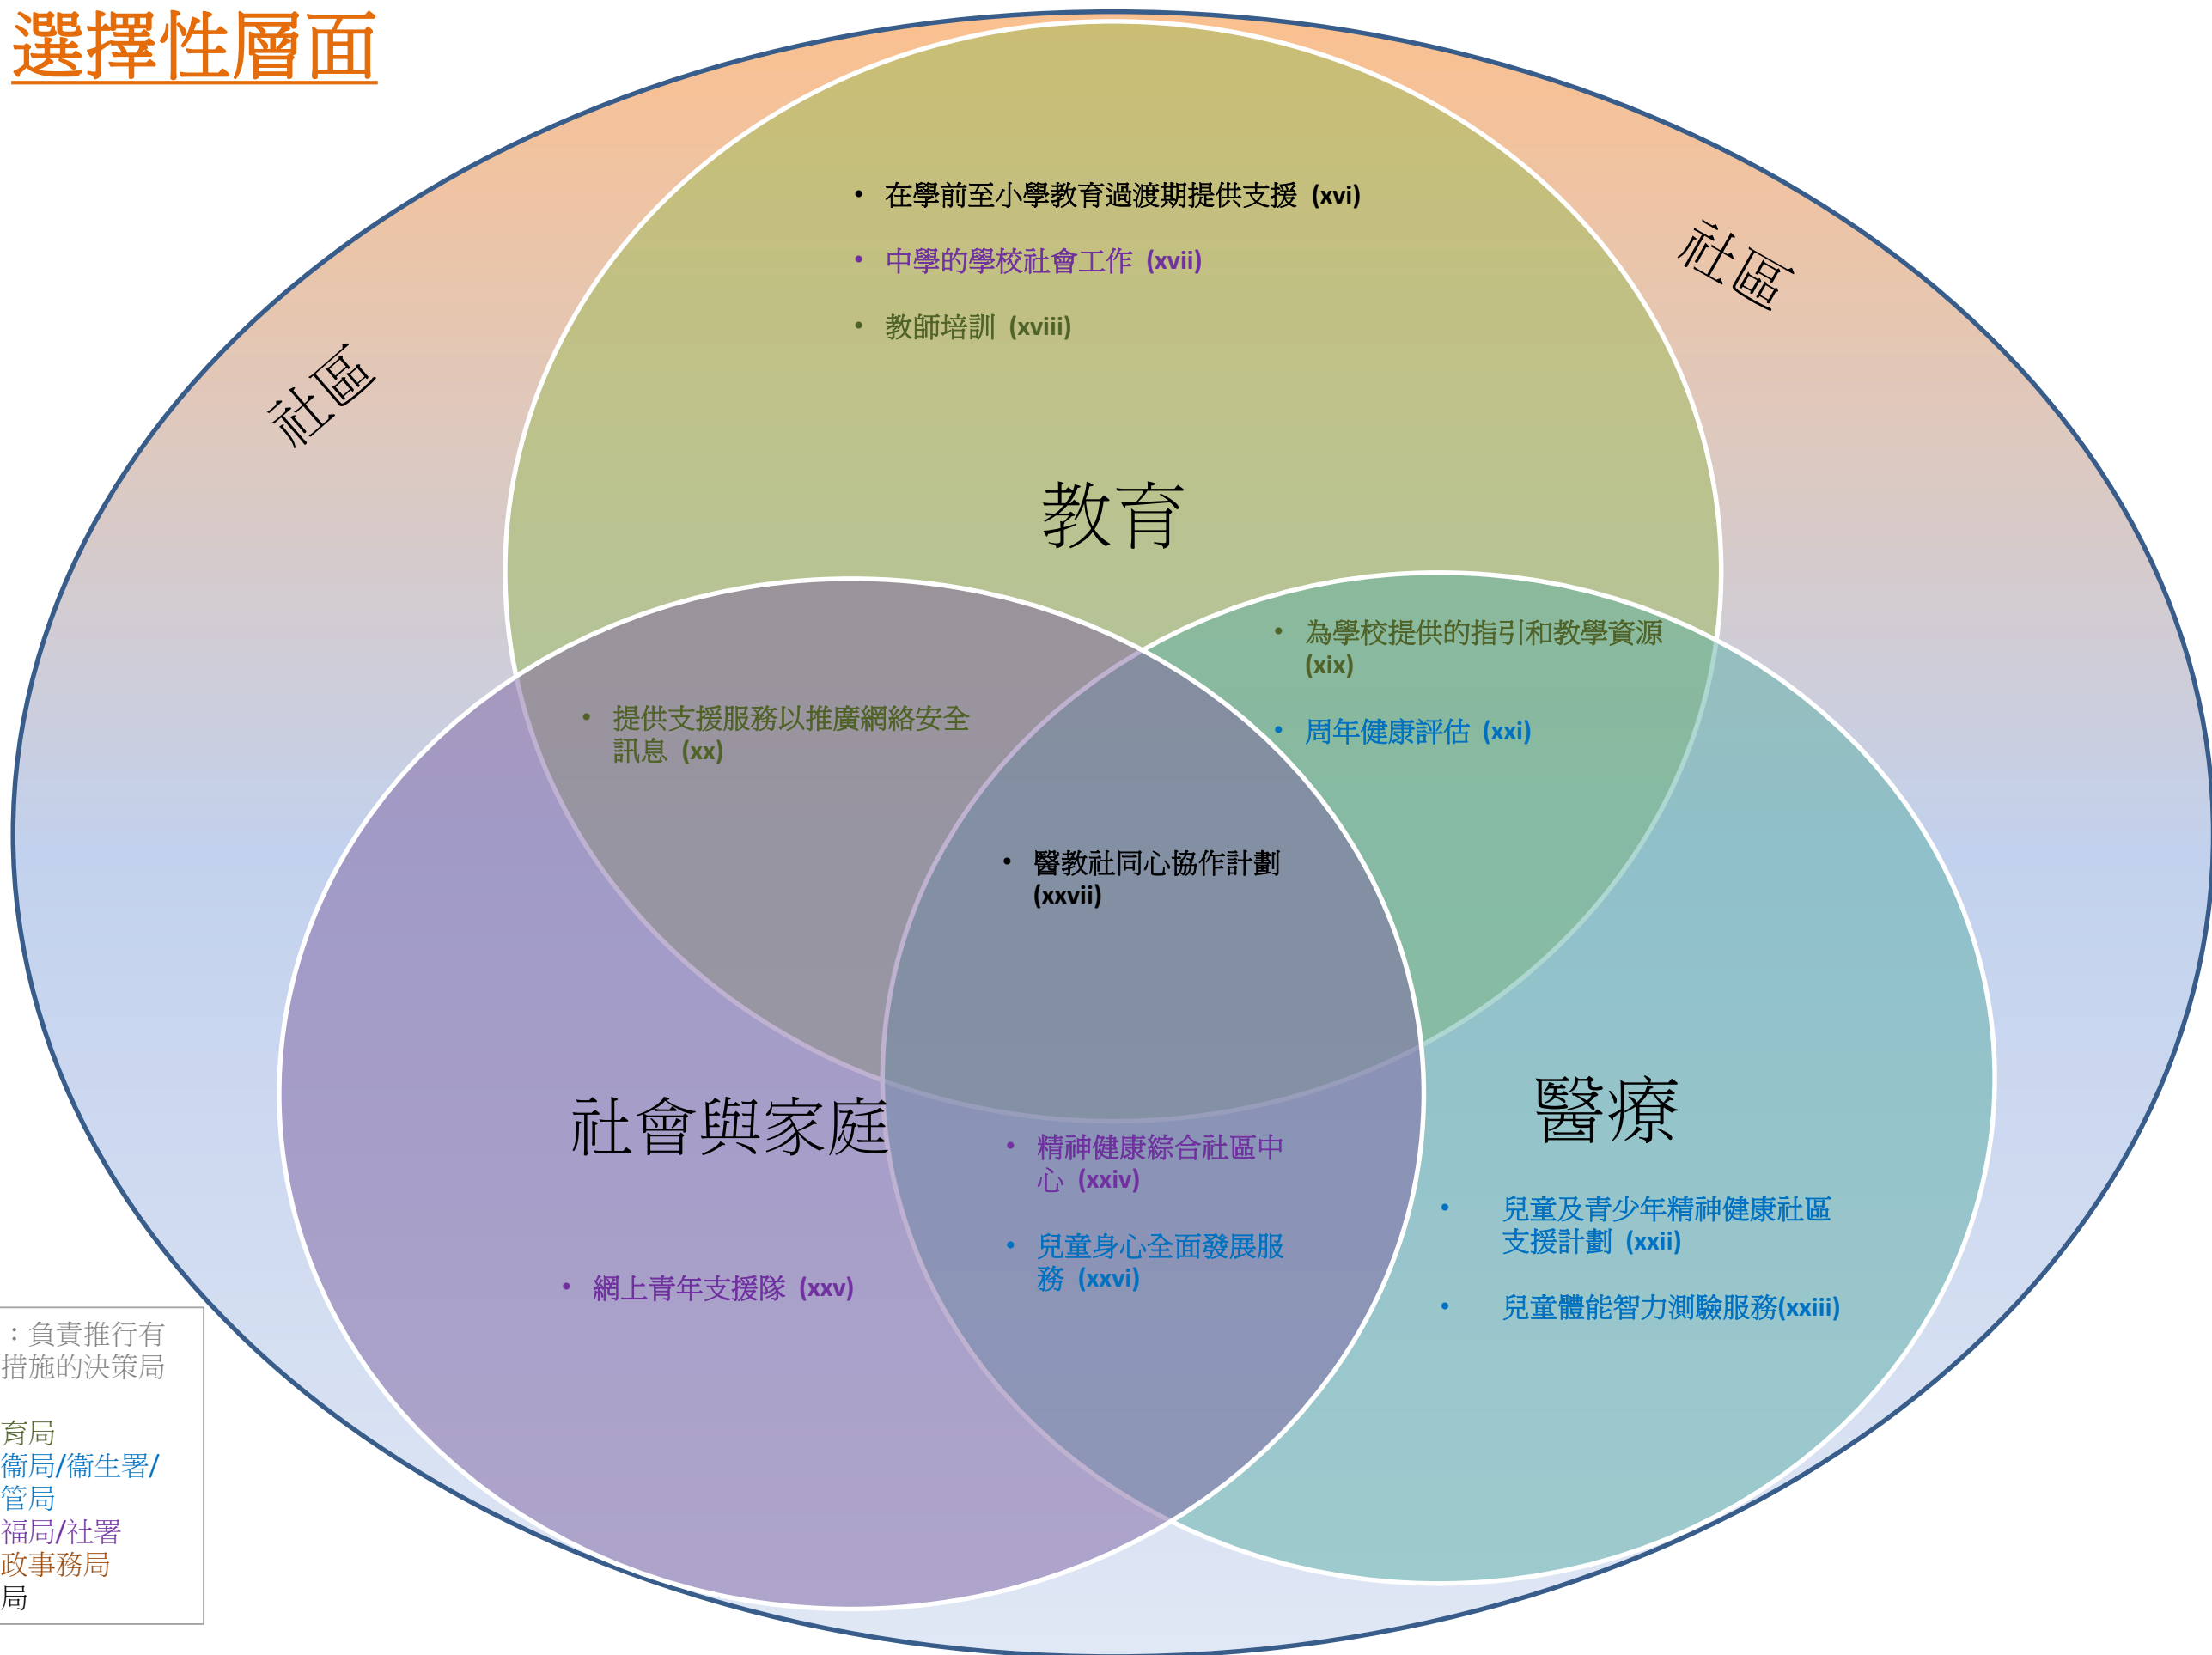 選擇性層面
社區
社區
• 在學前至小學教育過渡期提供支援 (xvi)
• 中學的學校社會工作 (xvii)
• 教師培訓 (xviii)
教育
• 為學校提供的指引和教學資源
(xix)
• 周年健康評估 (xxi)
• 提供支援服務以推廣網絡安全
訊息 (xx)
• 醫教社同心協作計劃
(xxvii)
社會與家庭
• 網上青年支援隊 (xxv)
• 精神健康綜合社區中
心 (xxiv)
• 兒童身心全面發展服
務 (xxvi)
醫療
• 兒童及青少年精神健康社區
支援計劃 (xxii)
• 兒童體能智力測驗服務(xxiii)
：負責推行有
措施的決策局
育局
衞局/衞生署/
管局
福局/社署
政事務局
局